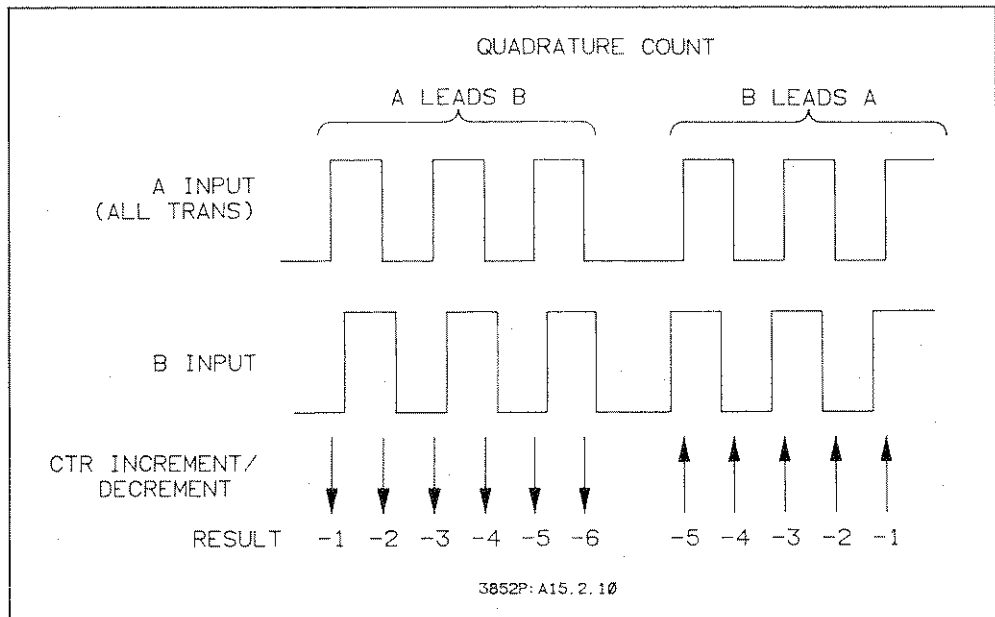 QUADRATURE COUNT
A LEADS B
B LEADS A
A INPUT
(ALL TRANS)
B INPUT
CTR INCREMENT/
DECREMENT
RESULT -1 -2 -3 -4 -5 -6 -5 -4 -3 -2 -1
3852P:A15.2.10